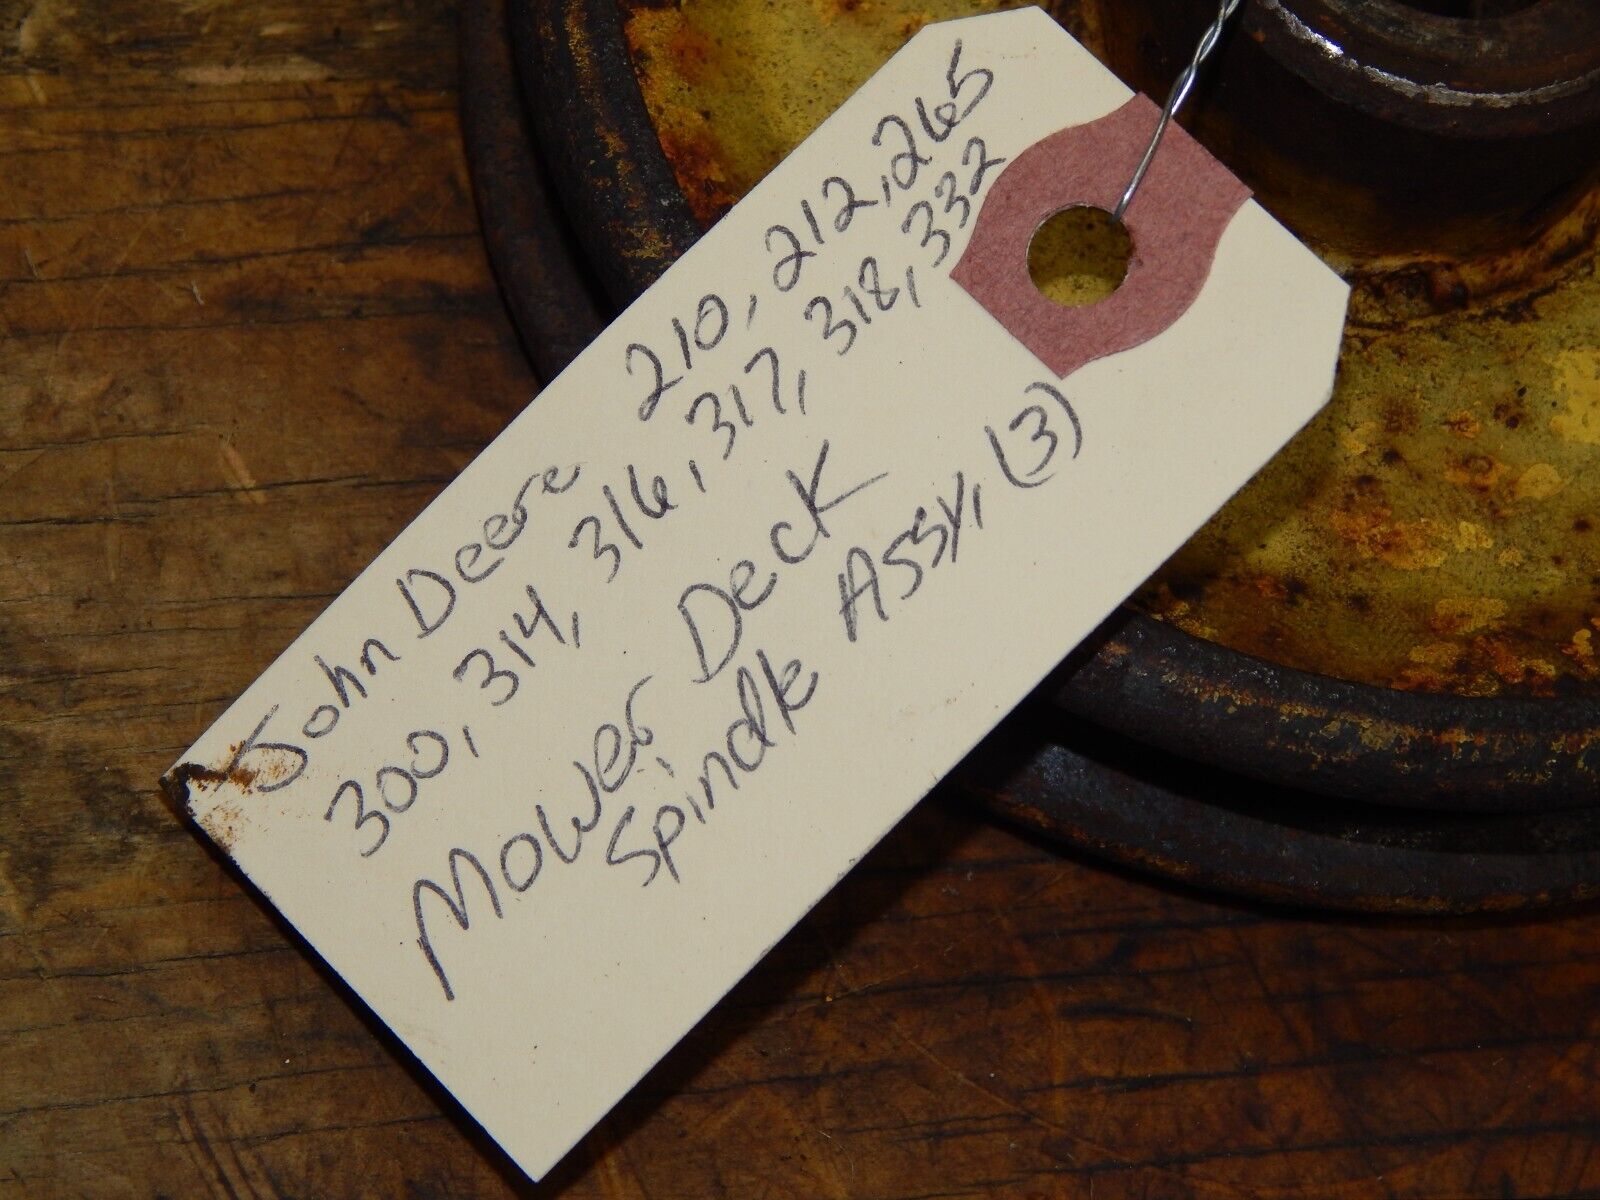 John Deere 210, 212, 265
300, 314, 316, 317, 318, 332
Mower Deck
Spindle Assy, (3)